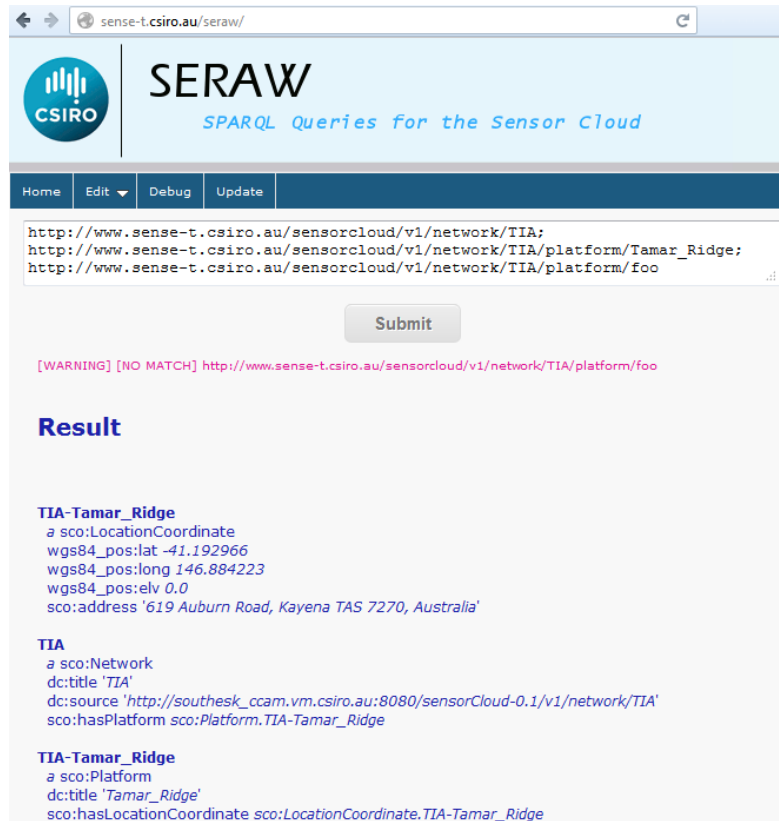 sense-t.csiro.au/seraw/
CSIRO
SERAW
SPARQL Queries for the Sensor Cloud
Home Edit Debug Update
http://www.sense-t.csiro.au/sensorcloud/v1/network/TIA;
http://www.sense-t.csiro.au/sensorcloud/v1/network/TIA/platform/Tamar_Ridge;
http://www.sense-t.csiro.au/sensorcloud/v1/network/TIA/platform/foo
Submit
[WARNING] [NO MATCH] http://www.sense-t.csiro.au/sensorcloud/v1/network/TIA/platform/foo
Result
TIA-Tamar_Ridge
a sco:LocationCoordinate
wgs84_pos:lat -41.192966
wgs84_pos:long 146.884223
wgs84_pos:elv 0.0
sco:address '619 Auburn Road, Kayena TAS 7270, Australia'
TIA
a sco:Network
dc:title 'TIA'
dc:source 'http://southesk_ccam.vm.csiro.au:8080/sensorCloud-0.1/v1/network/TIA'
sco:hasPlatform sco:Platform.TIA-Tamar_Ridge
TIA-Tamar_Ridge
a sco:Platform
dc:title 'Tamar_Ridge'
sco:hasLocationCoordinate sco:LocationCoordinate.TIA-Tamar_Ridge